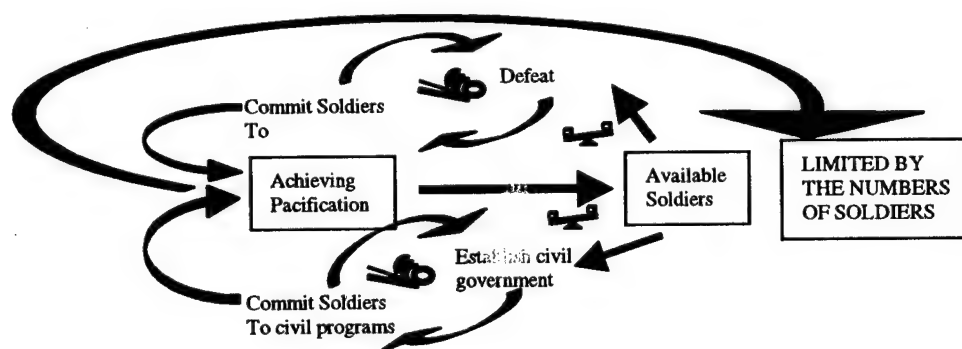 Defeat
Commit Soldiers
To
Achieving
Pacification
Available
Soldiers
LIMITED BY
THE NUMBERS
OF SOLDIERS
Establish civil
government
Commit Soldiers
To civil programs